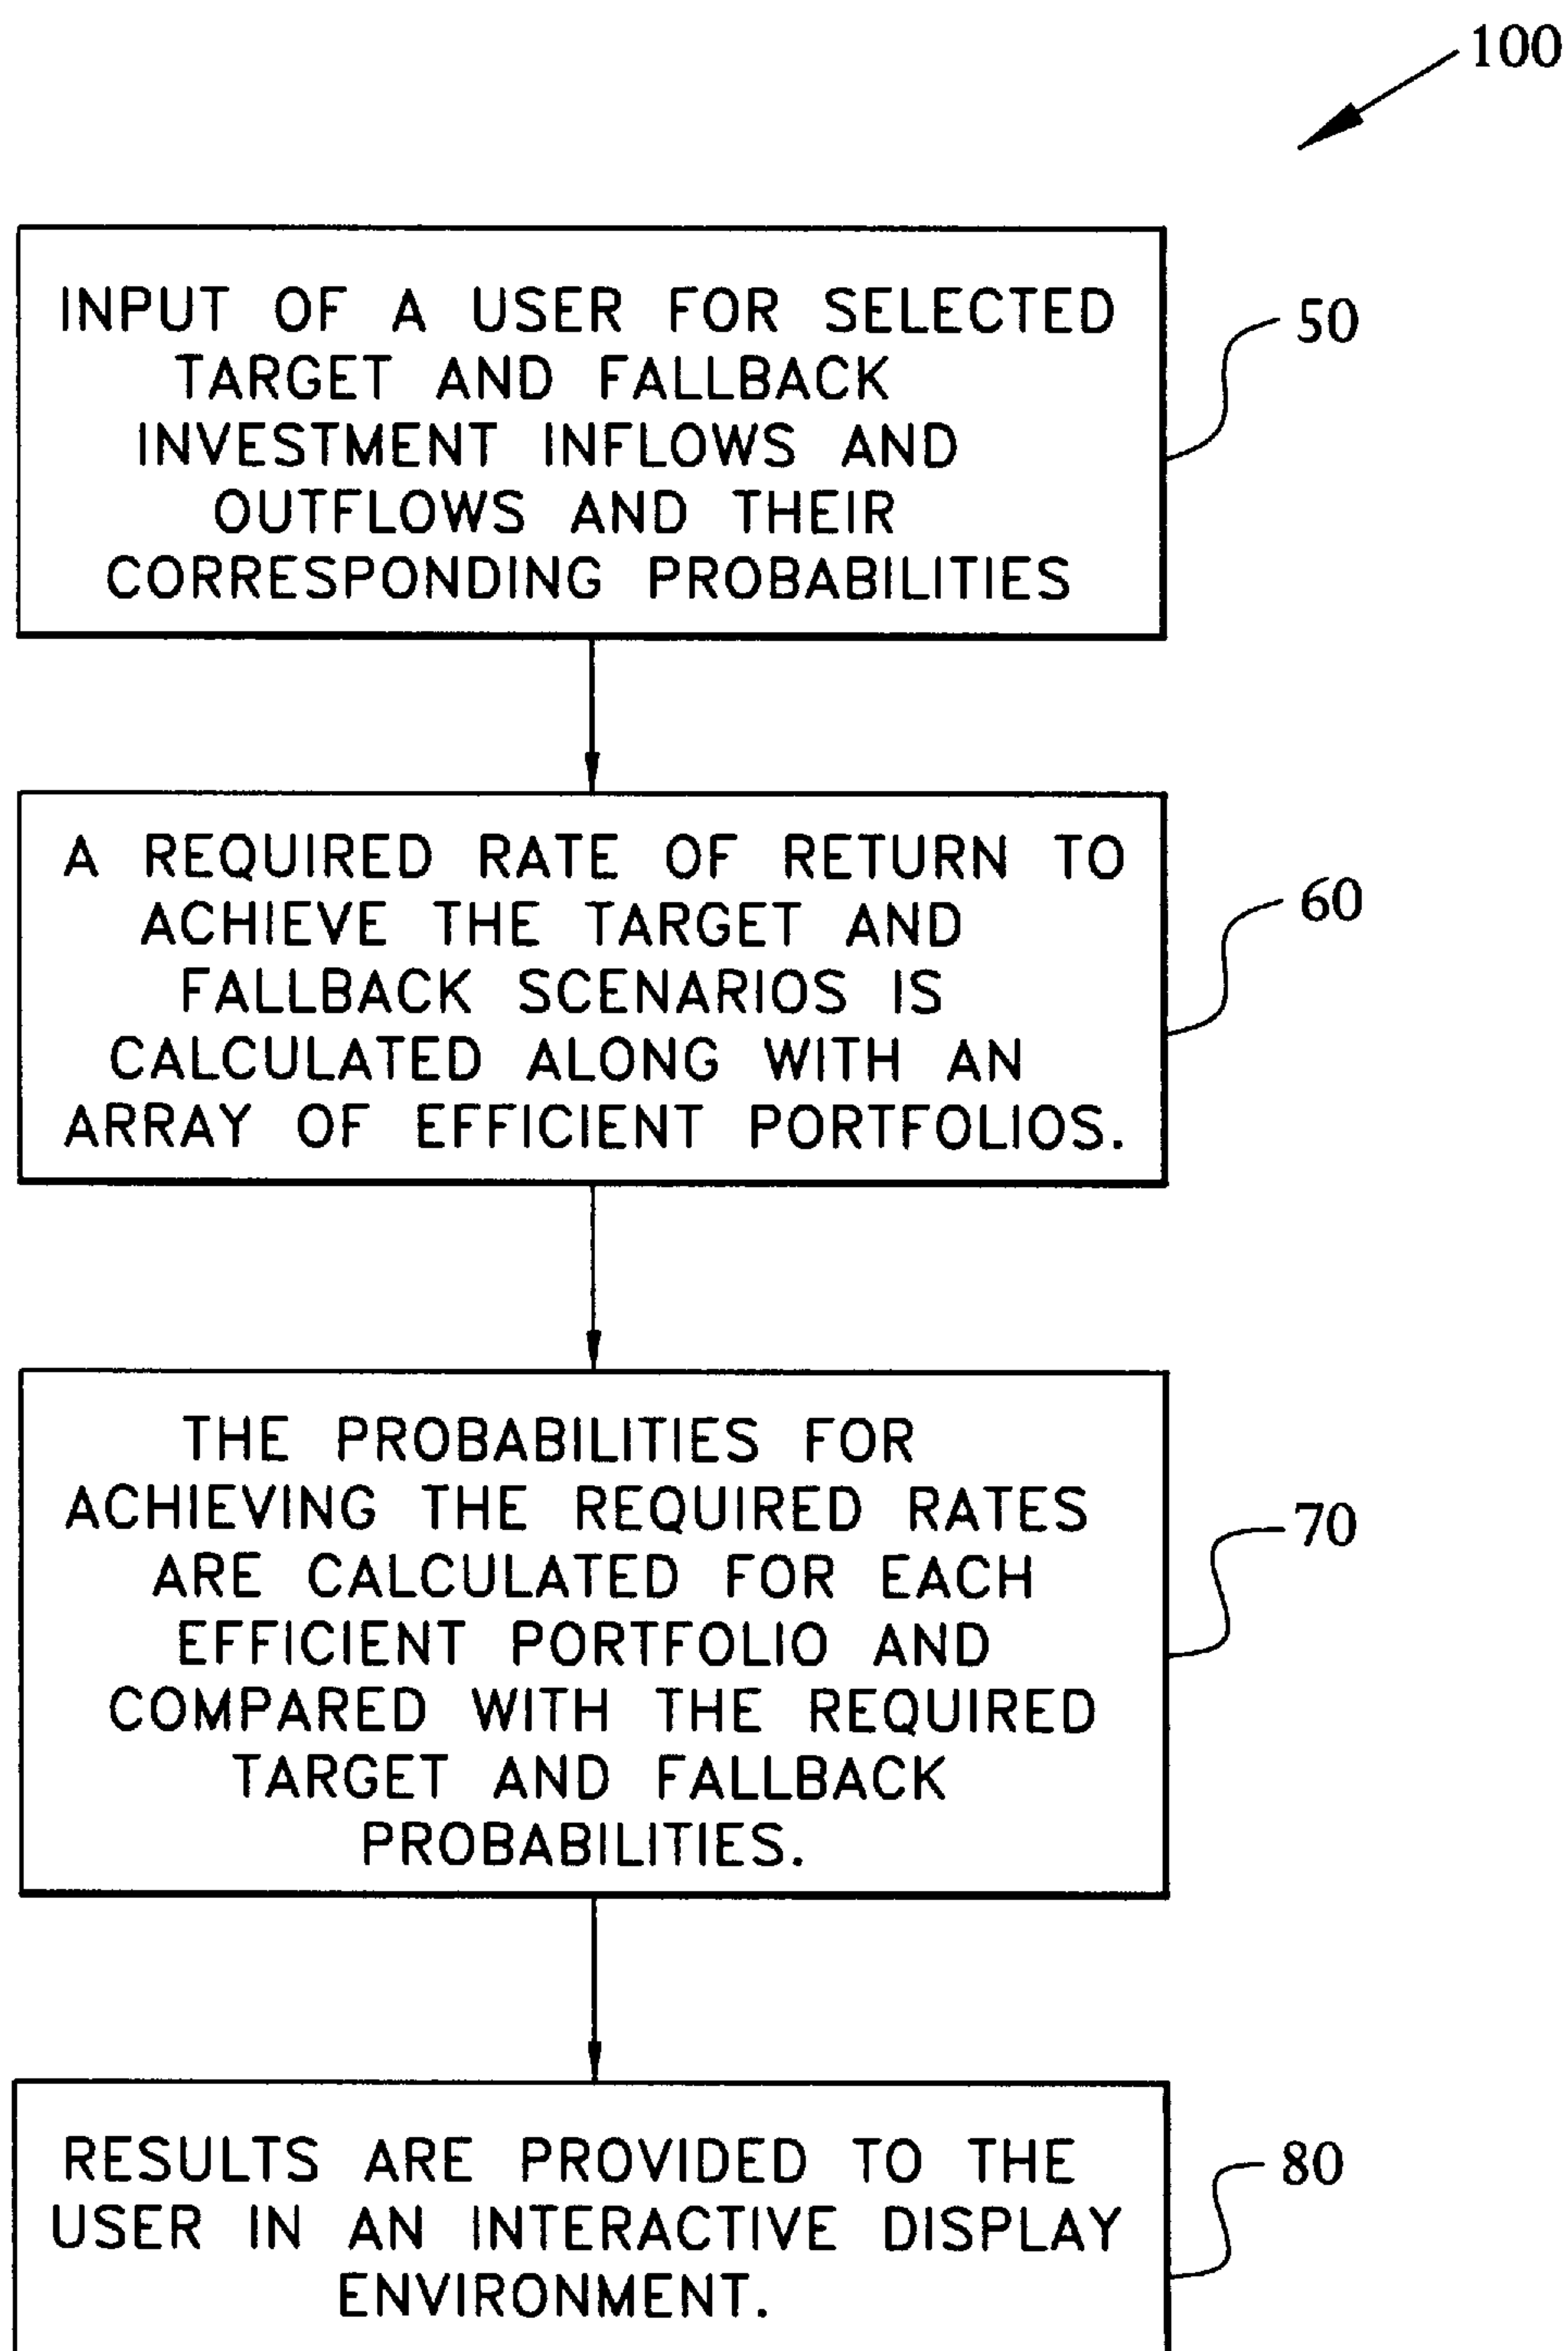 100
INPUT OF A USER FOR SELECTED
TARGET AND FALLBACK
INVESTMENT INFLOWS AND
OUTFLOWS AND THEIR
CORRESPONDING PROBABILITIES
50
A REQUIRED RATE OF RETURN TO
ACHIEVE THE TARGET AND
FALLBACK SCENARIOS IS
CALCULATED ALONG WITH AN
ARRAY OF EFFICIENT PORTFOLIOS.
60
THE PROBABILITIES FOR
ACHIEVING THE REQUIRED RATES
ARE CALCULATED FOR EACH
EFFICIENT PORTFOLIO AND
COMPARED WITH THE REQUIRED
TARGET AND FALLBACK
PROBABILITIES.
70
RESULTS ARE PROVIDED TO THE
USER IN AN INTERACTIVE DISPLAY
ENVIRONMENT.
80